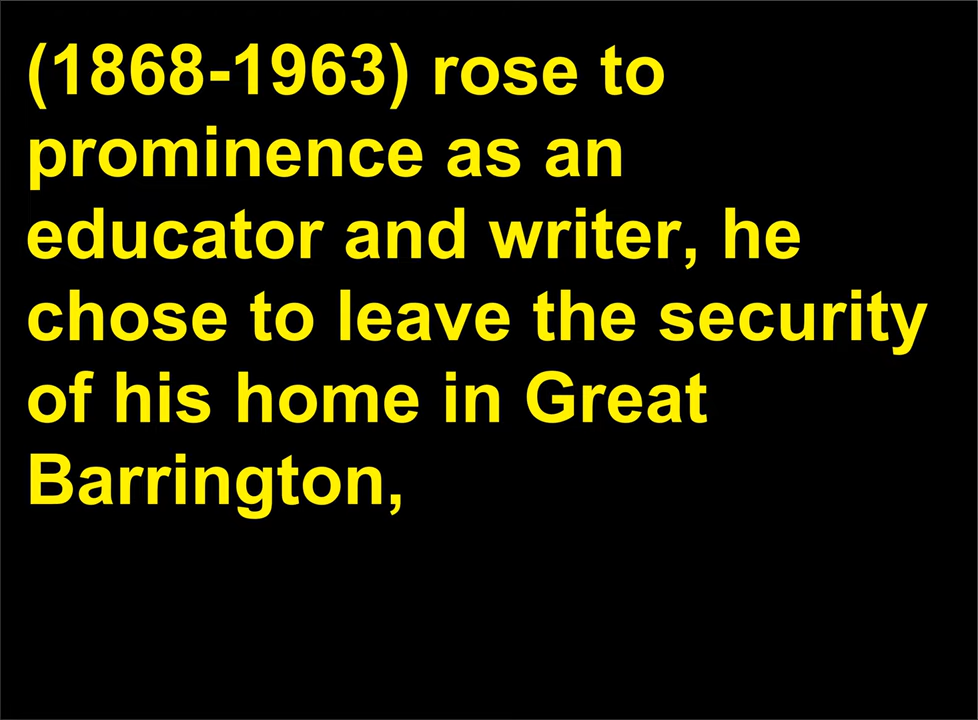 (1868-1963) rose to
prominence as an
educator and writer, he
chose to leave the security
of his home in Great
Barrington,